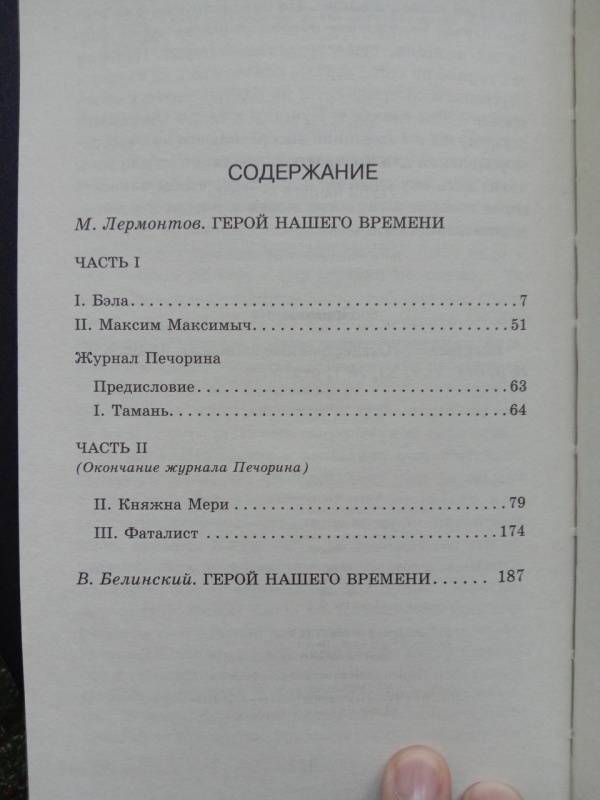 СОДЕРЖАНИЕ
М. Лермонтов. ГЕРОЙ НАШЕГО ВРЕМЕНИ
ЧАСТЬ I
I. Бэла.......................................7
II. Максим Максимыч...........................51
Журнал Печорина
Предисловие...............................63
I. Тамань.................................64
ЧАСТЬ II
(Окончание журнала Печорина)
II. Княжна Мери ............................79
III. Фаталист ..............................174
В. Белинский. ГЕРОЙ НАШЕГО ВРЕМЕНИ...... 187